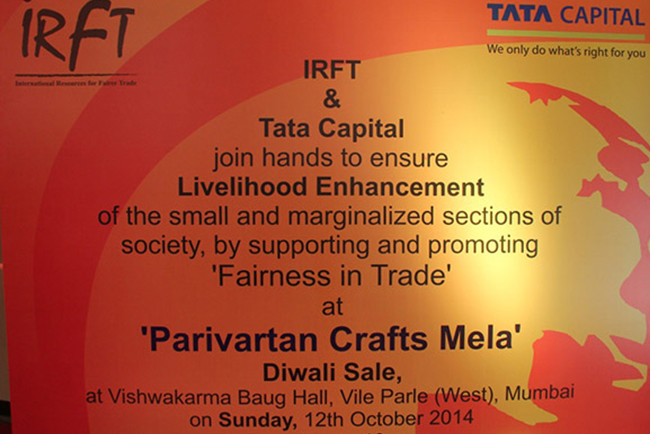 IRFT
International Resources for Fairer Trade
TATA CAPITAL
We only do what's right for you
IRFT
&
Tata Capital
join hands to ensure
Livelihood Enhancement
of the small and marginalized sections of
society, by supporting and promoting
'Fairness in Trade'
at
'Parivartan Crafts Mela'
Diwali Sale,
at Vishwakarma Baug Hall, Vile Parle (West), Mumbai
on Sunday, 12th October 2014